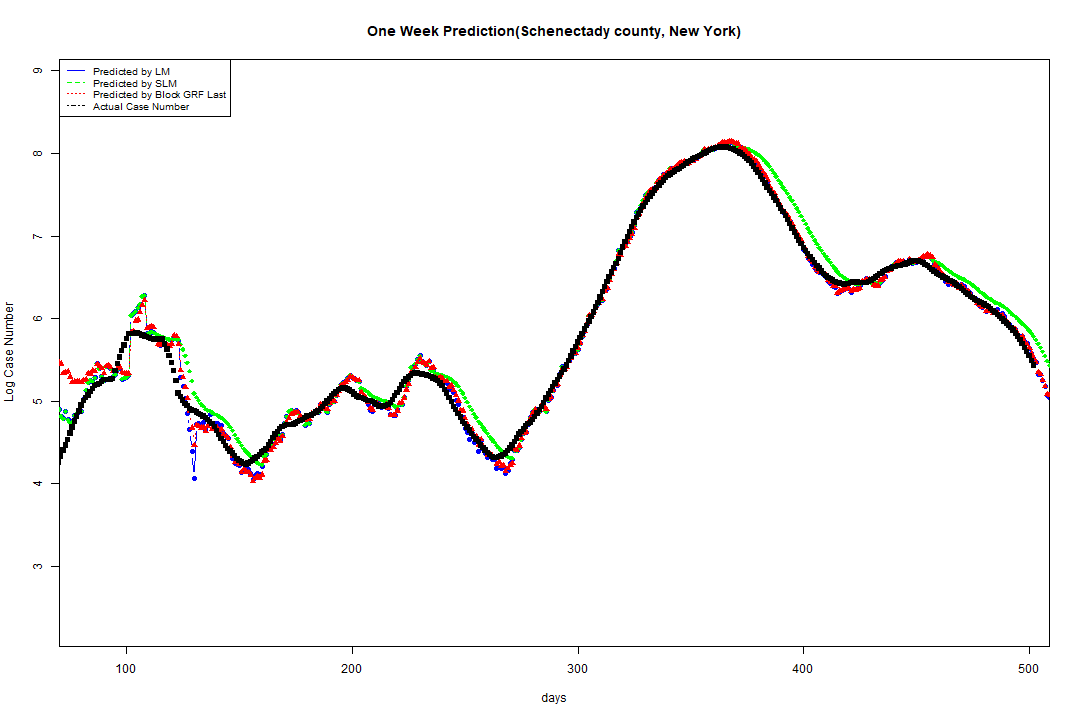 One Week Prediction(Schenectady county, New York)
Predicted by LM
Predicted by SLM
Predicted by Block GRF Last
Actual Case Number
9
8
7
6
5
4
3
Log Case Number
100 200 300 400 500
days